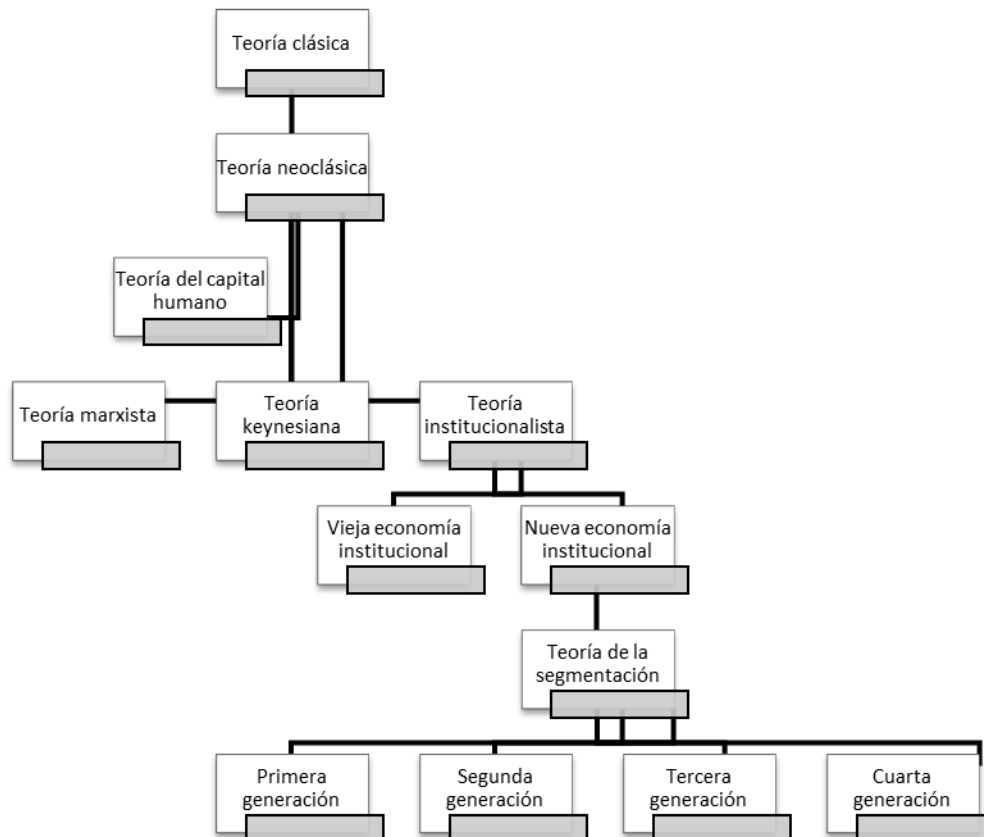 Teoría clásica
Teoría neoclásica
Teoría del capital
humano
Teoría marxista
Teoría
keynesiana
Teoría
institucionalista
Vieja economía
institucional
Nueva economía
institucional
Teoría de la
segmentación
Primera
generación
Segunda
generación
Tercera
generación
Cuarta
generación